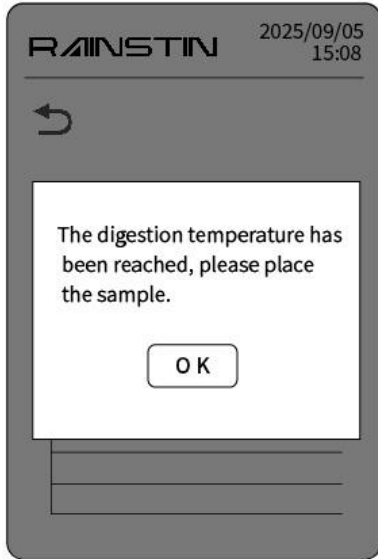 RAINSTIN
2025/09/05
15:08
The digestion temperature has
been reached, please place
the sample.
OK